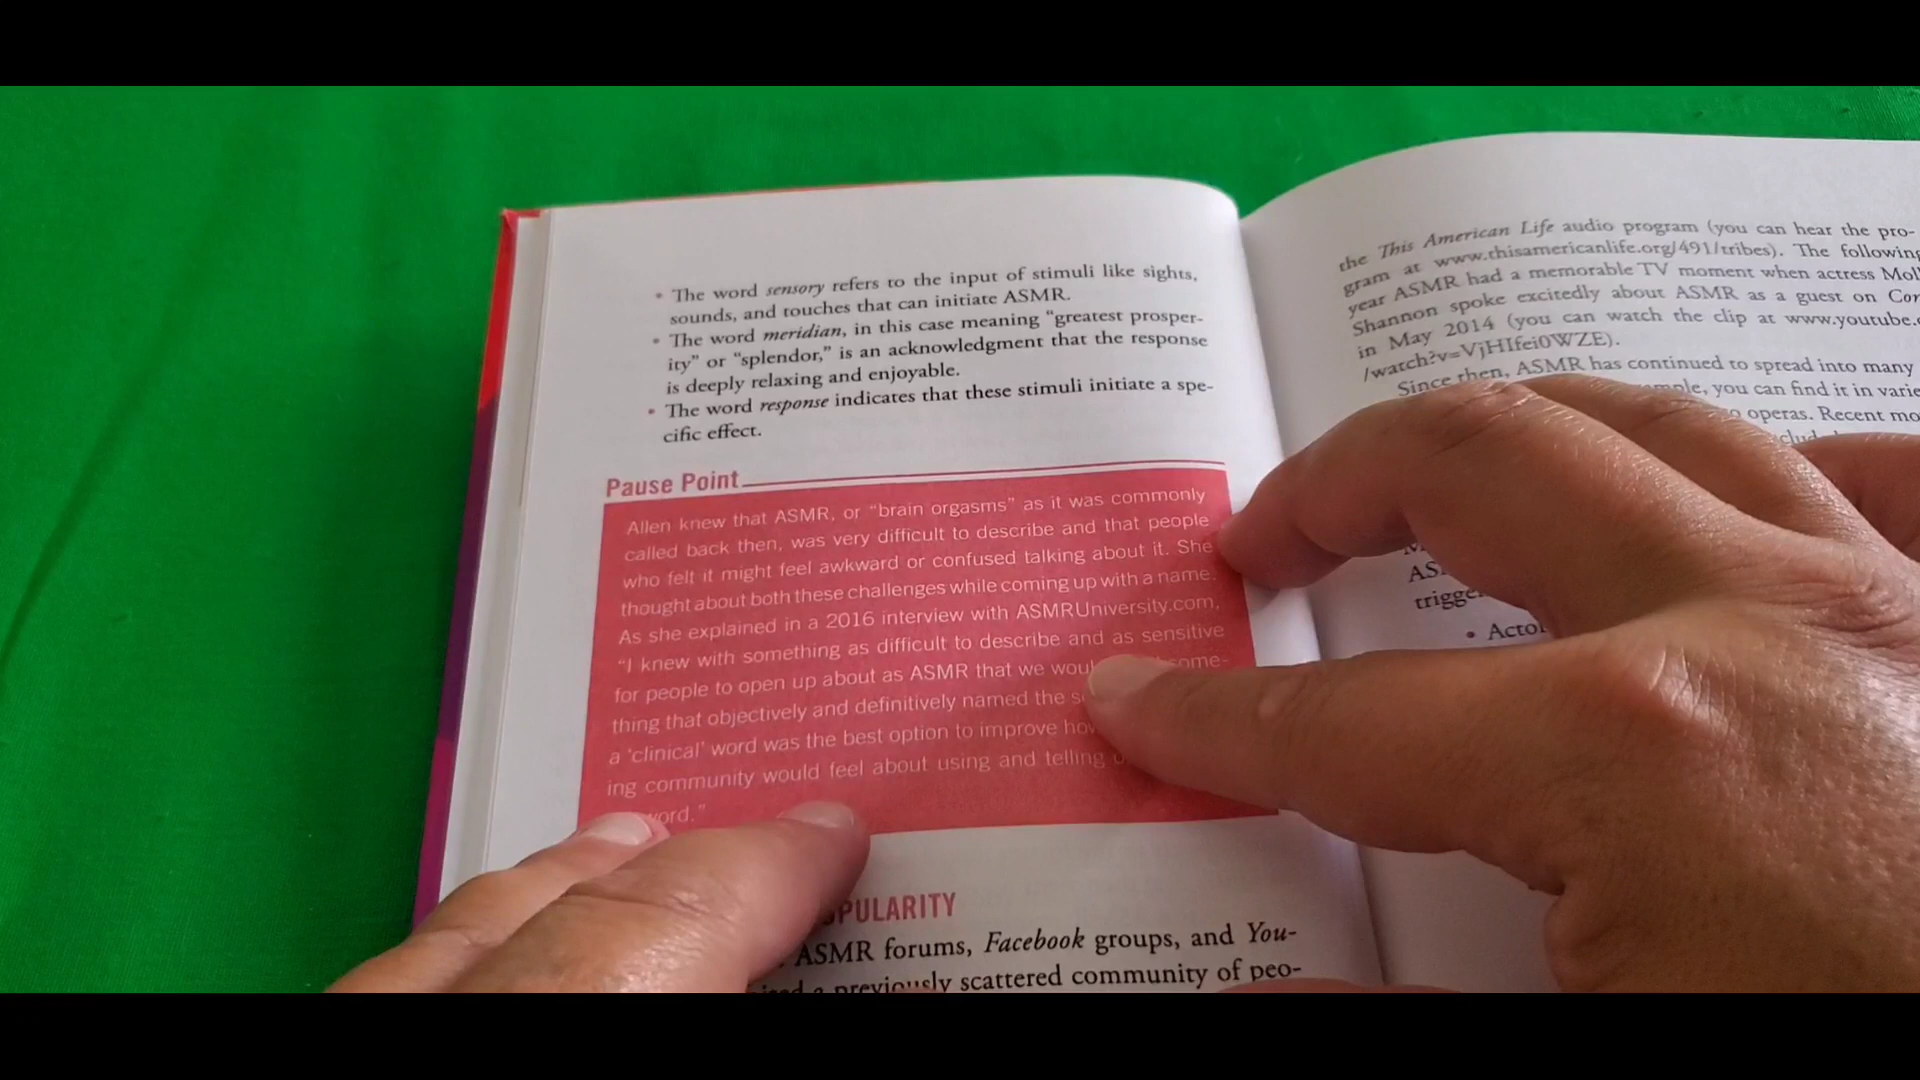 • The word sensory refers to the input of stimuli like sights,
sounds, and touches that can initiate ASMR.
• The word meridian, in this case meaning “greatest prosper-
ity” or “splendor,” is an acknowledgment that the response
is deeply relaxing and enjoyable.
• The word response indicates that these stimuli initiate a spe-
cific effect.
Pause Point
Allen knew that ASMR, or “brain orgasms” as it was commonly
called back then, was very difficult to describe and that people
who felt it might feel awkward or confused talking about it. She
thought about both these challenges while coming up with a name.
As she explained in a 2016 interview with ASMRUniversity.com,
“I knew with something as difficult to describe and as sensitive
for people to open up about as ASMR that we
thing that objectively and definitively named the
a ‘clinical’ word was the best option to improve
ing community would feel about using and telling
ASMR forums, Facebook groups, and You-
a previously scattered community of peo-
the This American Life audio program (you can hear the pro-
gram at www.thisamericanlife.org/491/tribes). The following
year ASMR had a memorable TV moment when actress
Shannon spoke excitedly about ASMR as a guest on
in May 2014 (you can watch the clip at www.youtube.
/watch?v=VjHIfei0WZE).
Since then, ASMR has continued to spread into many
you can find it in
operas. Recent
•